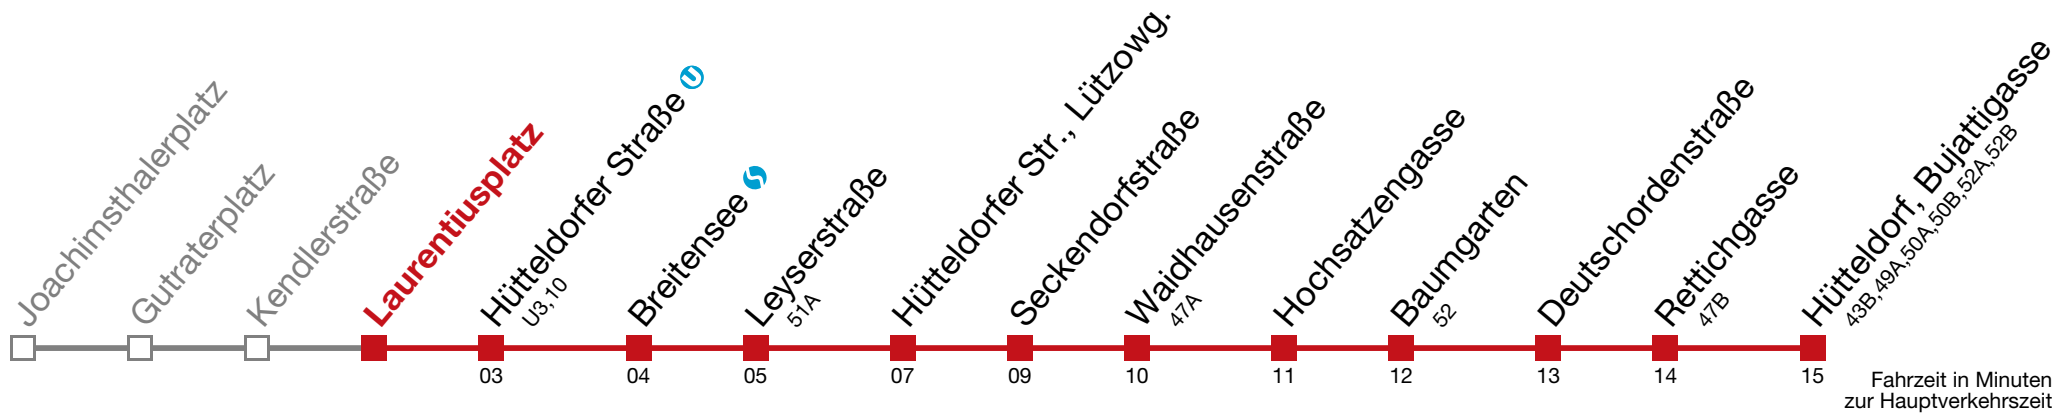 Joachimsthalerplatz
Gutraterplatz
Kendlerstraße
Laurentiusplatz
Hütteldorfer Straße U
U3,10
Breitensee S
Leyserstraße
51A
Hütteldorfer Str., Lützowg.
Seckendorfstraße
Waidhausenstraße
47A
Hochsatzengasse
Baumgarten
52
Deutschordenstraße
Rettichgasse
47B
Hütteldorf, Bujattigasse
43B,49A,50A,50B,52A,52B
03 04 05 07 09 10 11 12 13 14 15
Fahrzeit in Minuten
zur Hauptverkehrszeit